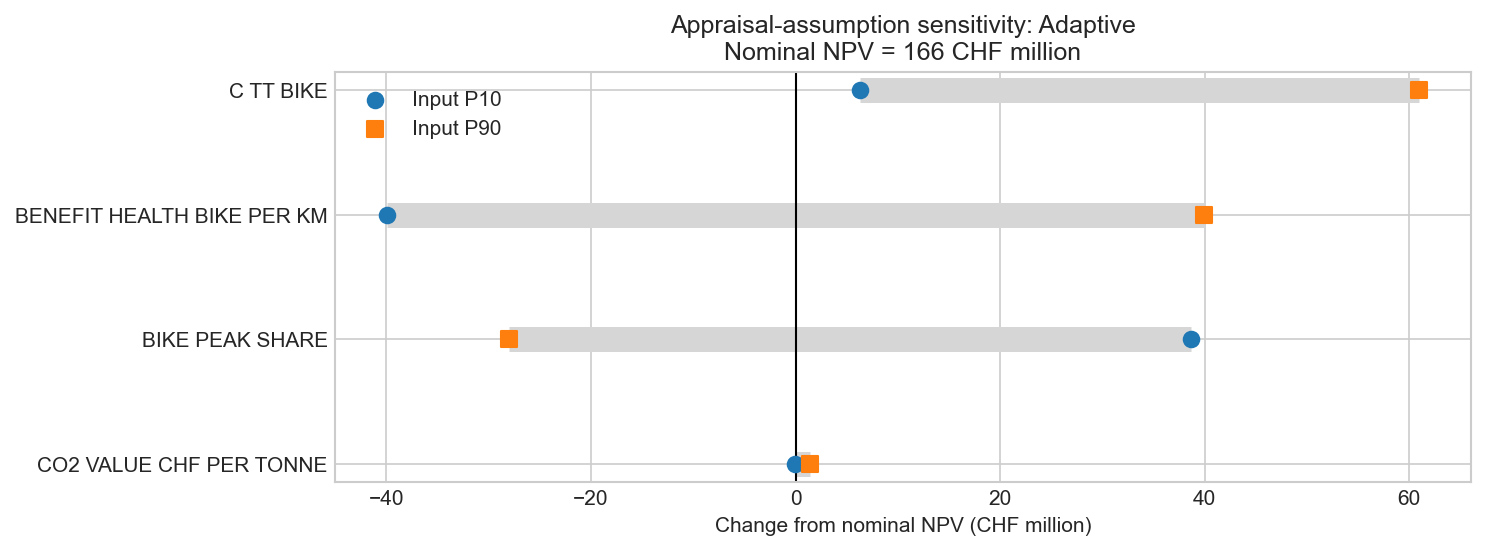 Appraisal-assumption sensitivity: Adaptive
Nominal NPV = 166 CHF million
C TT BIKE
Input P10
Input P90
BENEFIT HEALTH BIKE PER KM
BIKE PEAK SHARE
CO2 VALUE CHF PER TONNE
−40 −20 0 20 40 60
Change from nominal NPV (CHF million)